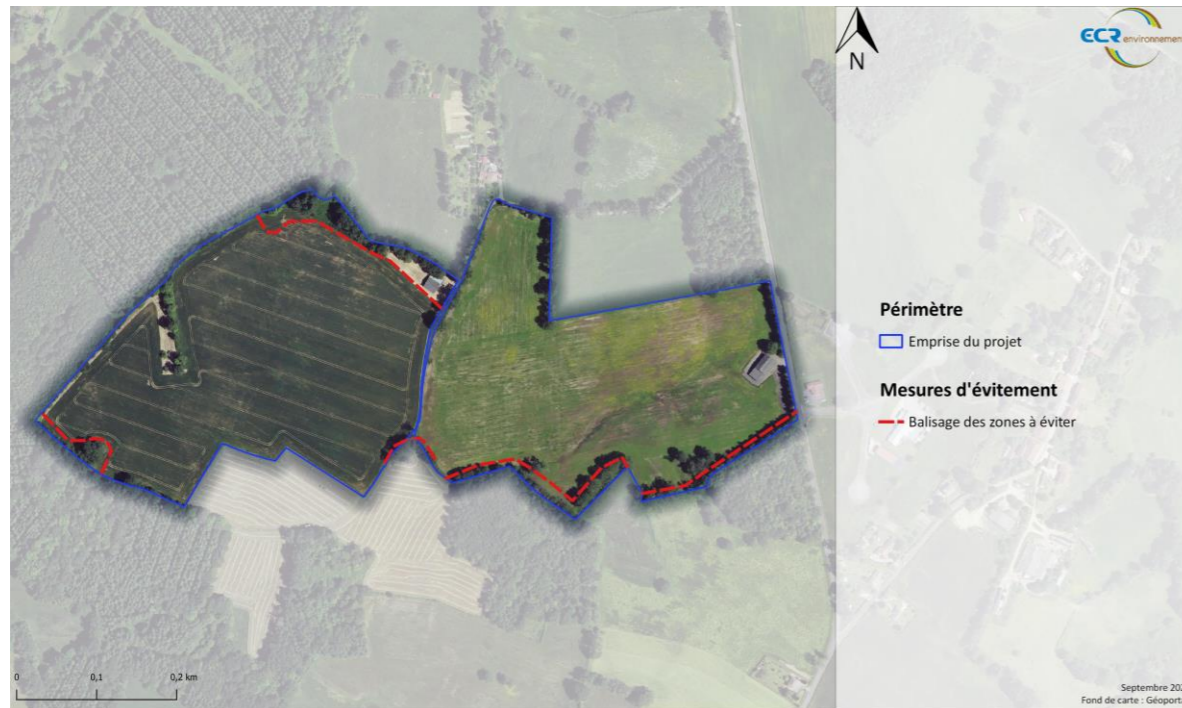 N
ECR environnement
Périmètre
Emprise du projet
Mesures d'évitement
Balisage des zones à éviter
0
0,1
0,2 km
Septembre
Fond de carte :